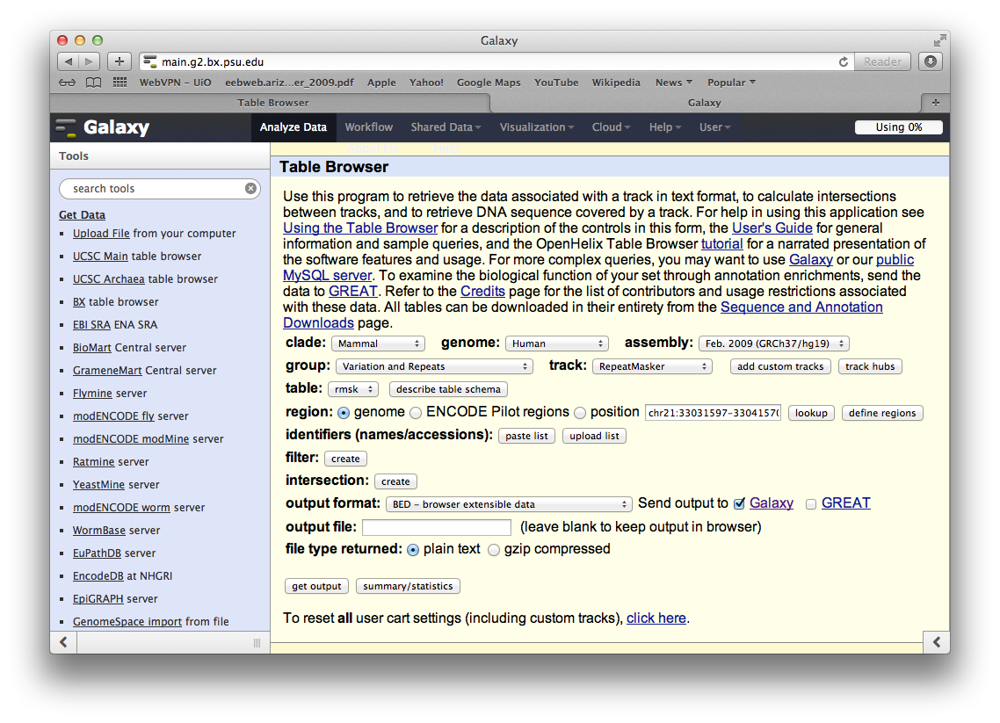 Galaxy
main.g2.bx.psu.edu
Reader
WebVPN – UiO eebweb.ariz...er_2009.pdf Apple Yahoo! Google Maps YouTube Wikipedia News Popular
Table Browser Galaxy
Galaxy Analyze Data Workflow Shared Data Visualization Cloud Help User Using 0%
Tools
search tools
Get Data
Upload File from your computer
UCSC Main table browser
UCSC Archaea table browser
BX table browser
EBI SRA ENA SRA
BioMart Central server
GrameneMart Central server
Flymine server
modENCODE fly server
modENCODE modMine server
Ratmine server
YeastMine server
modENCODE worm server
WormBase server
EuPathDB server
EncodeDB at NHGRI
EpiGRAPH server
GenomeSpace import from file
Table Browser
Use this program to retrieve the data associated with a track in text format, to calculate intersections
between tracks, and to retrieve DNA sequence covered by a track. For help in using this application see
Using the Table Browser for a description of the controls in this form, the User's Guide for general
information and sample queries, and the OpenHelix Table Browser tutorial for a narrated presentation of
the software features and usage. For more complex queries, you may want to use Galaxy or our public
MySQL server. To examine the biological function of your set through annotation enrichments, send the
data to GREAT. Refer to the Credits page for the list of contributors and usage restrictions associated
with these data. All tables can be downloaded in their entirety from the Sequence and Annotation
Downloads page.
clade: Mammal genome: Human assembly: Feb. 2009 (GRCh37/hg19)
group: Variation and Repeats track: RepeatMasker add custom tracks track hubs
table: rmsk describe table schema
region: genome ENCODE Pilot regions position chr21:33031597-3304157( lookup define regions
identifiers (names/accessions): paste list upload list
filter: create
intersection: create
output format: BED – browser extensible data Send output to Galaxy GREAT
output file: (leave blank to keep output in browser)
file type returned: plain text gzip compressed
get output summary/statistics
To reset all user cart settings (including custom tracks), click here.